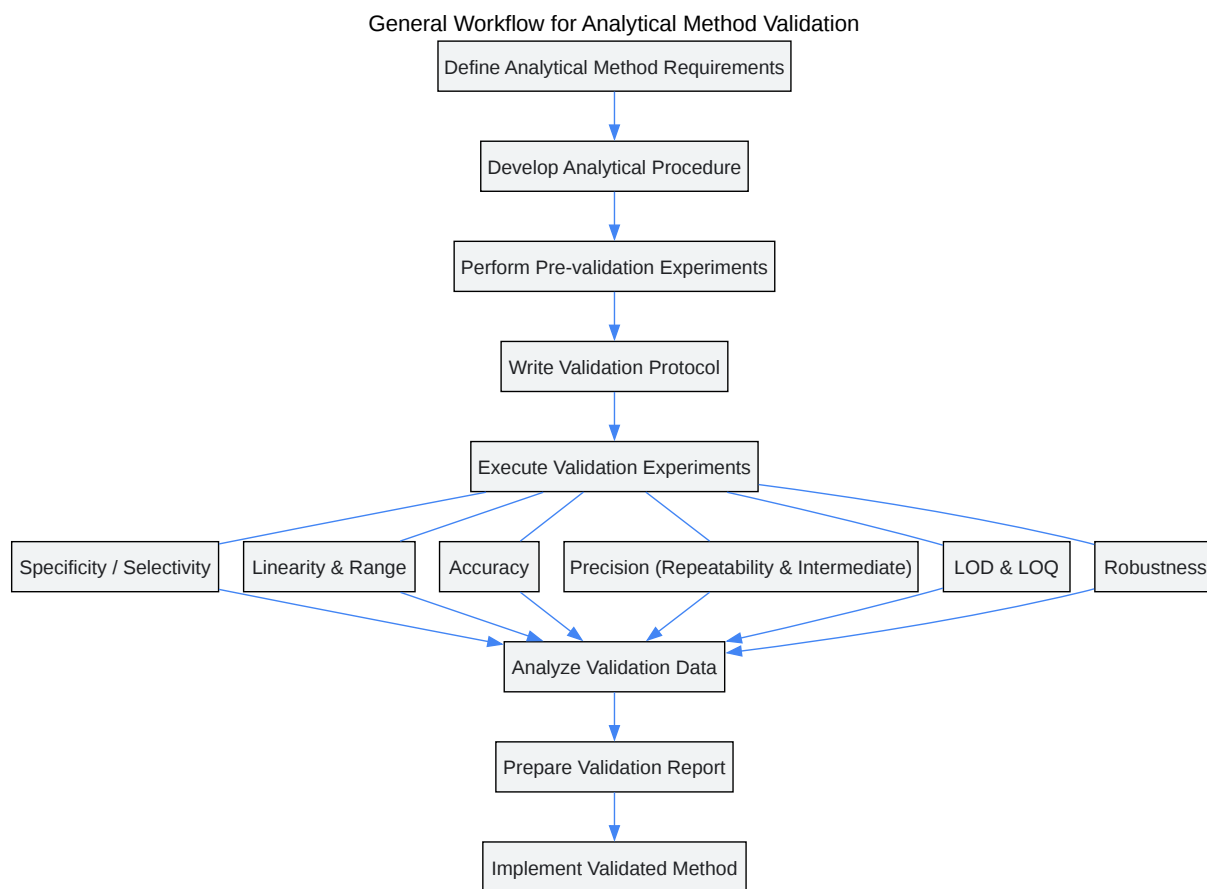 General Workflow for Analytical Method Validation
Define Analytical Method Requirements
Develop Analytical Procedure
Perform Pre-validation Experiments
Write Validation Protocol
Execute Validation Experiments
Specificity / Selectivity
Linearity & Range
Accuracy
Precision (Repeatability & Intermediate)
LOD & LOQ
Robustness
Analyze Validation Data
Prepare Validation Report
Implement Validated Method